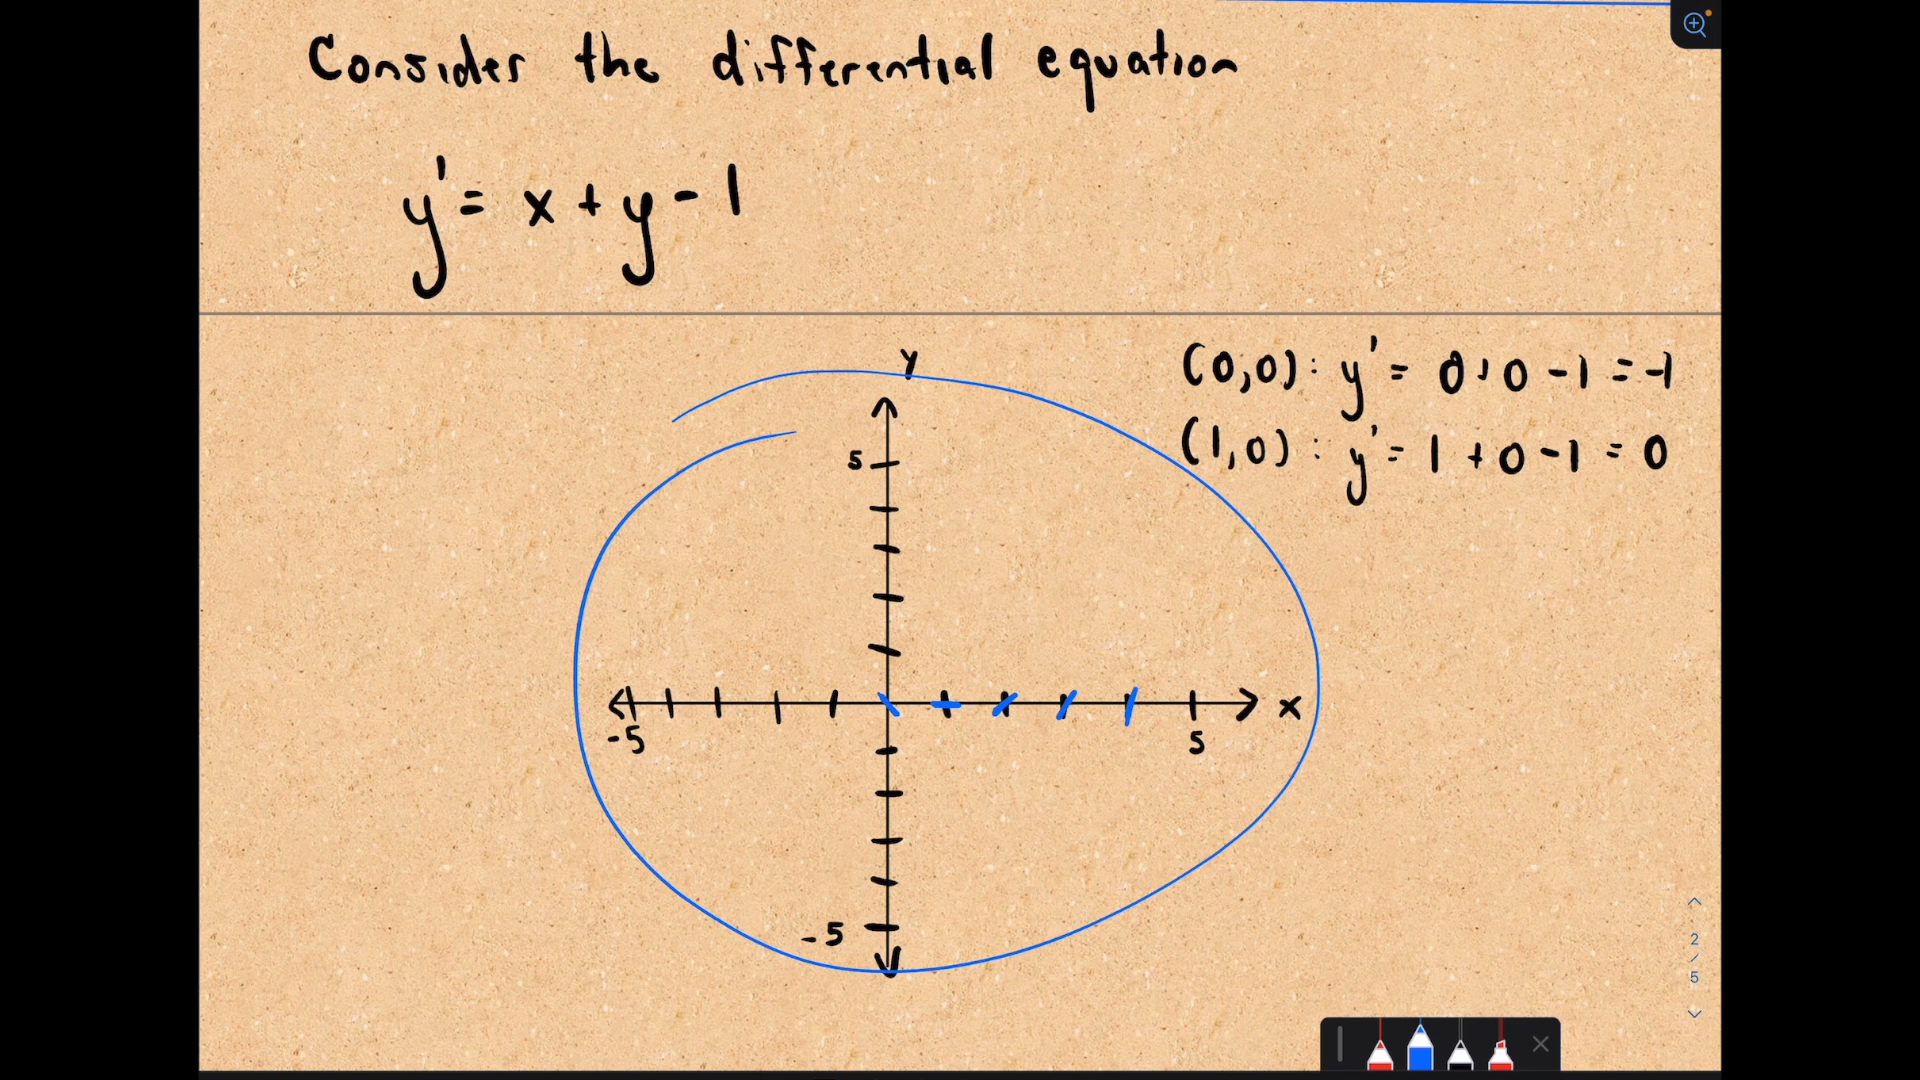 Consider the differential equation
y' = x + y - 1
(0,0): y' = 0+0-1=-1
(1,0): y' = 1+0-1=0
y
5
x
-5
5
-5
2
/
5